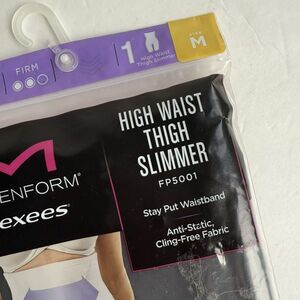 FIRM
1
High Waist
Thigh Slimmer
SIZE
M
HIGH WAIST
THIGH
SLIMMER
FP5001
ENFORM®
exees
Stay Put Waistband
Anti-Static,
Cling-Free Fabric